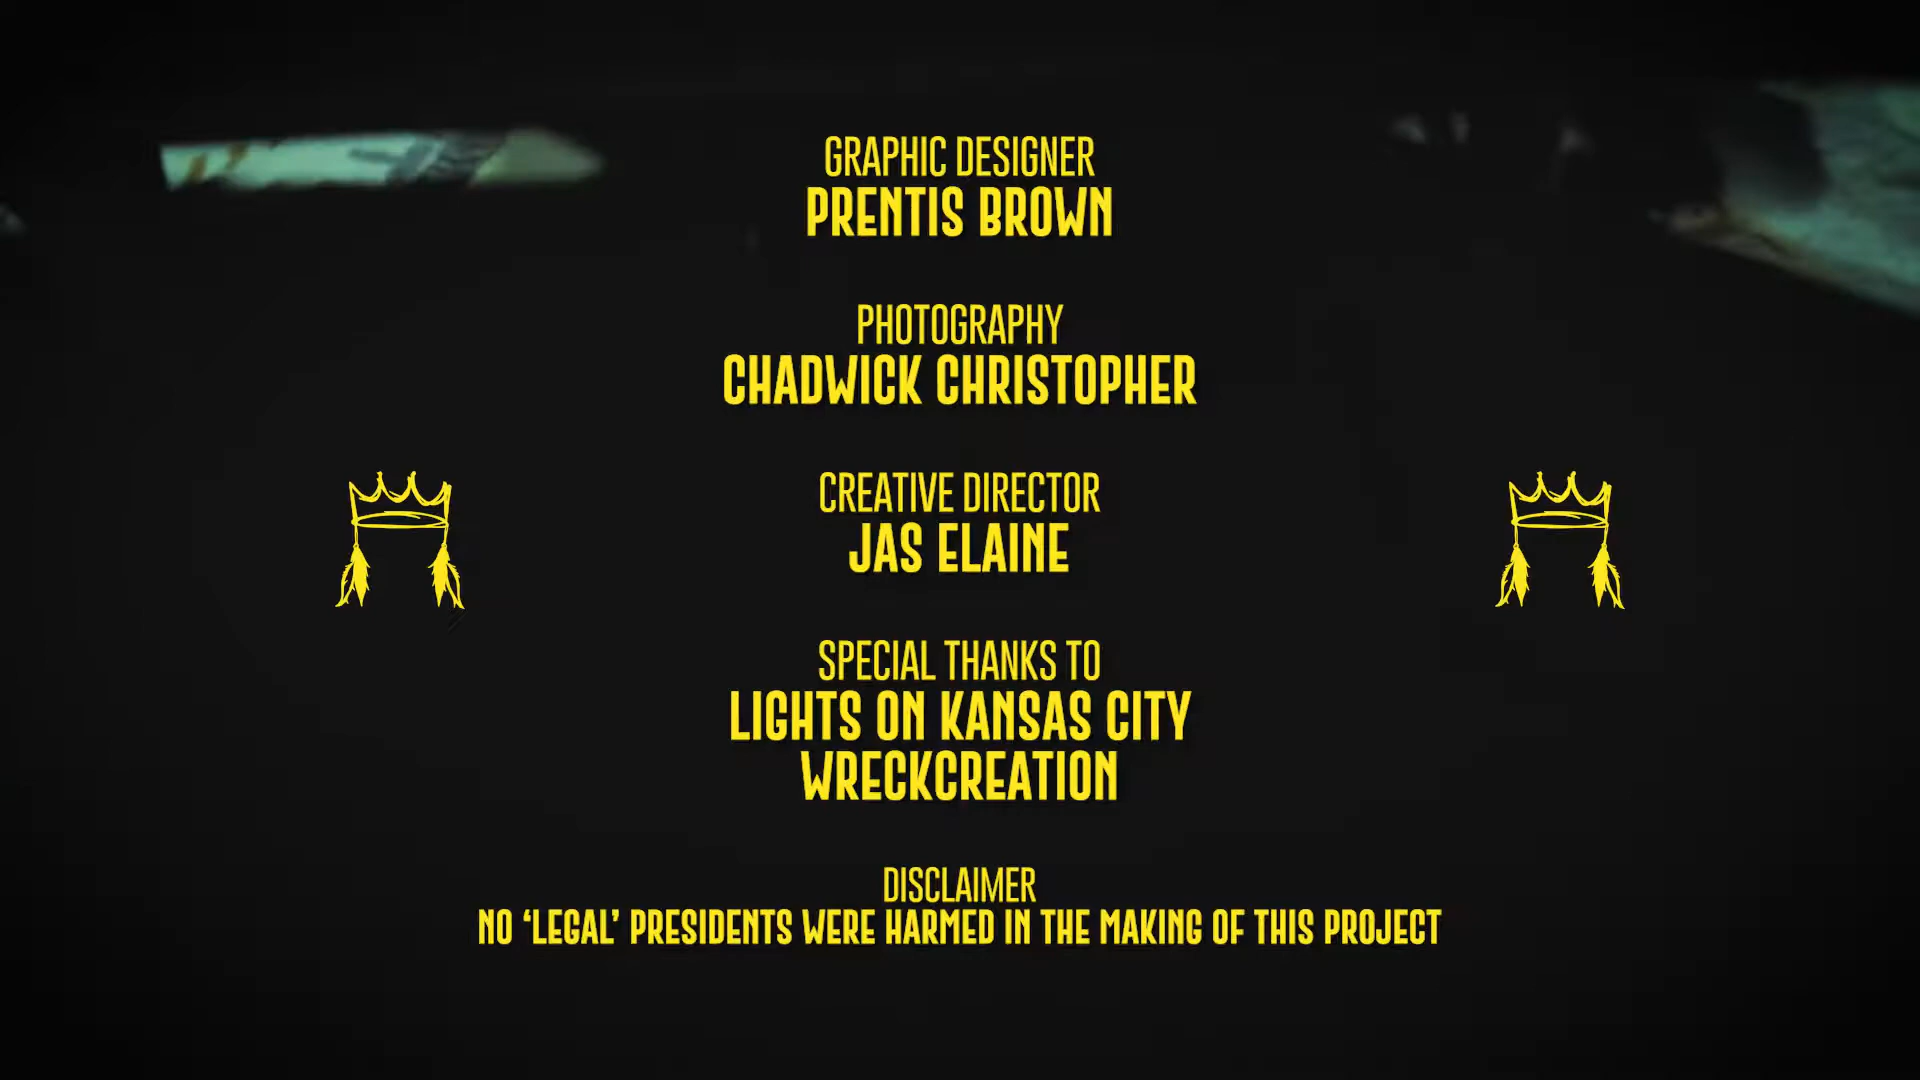 GRAPHIC DESIGNER
PRENTIS BROWN
PHOTOGRAPHY
CHADWICK CHRISTOPHER
CREATIVE DIRECTOR
JAS ELAINE
SPECIAL THANKS TO
LIGHTS ON KANSAS CITY
WRECKCREATION
DISCLAIMER
NO ‘LEGAL’ PRESIDENTS WERE HARMED IN THE MAKING OF THIS PROJECT